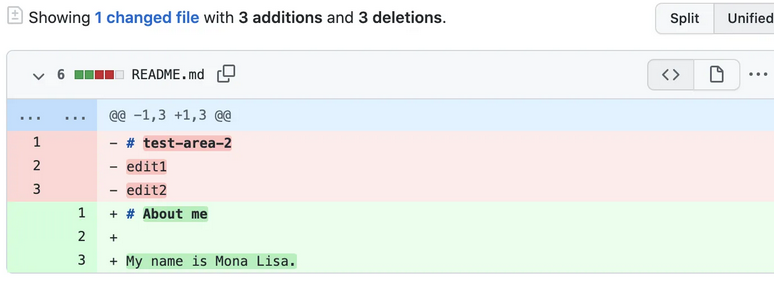 Showing 1 changed file with 3 additions and 3 deletions.
Split Unified
6 README.md
... ... @@ -1,3 +1,3 @@
1 - # test-area-2
2 - edit1
3 - edit2
1 + # About me
2 +
3 + My name is Mona Lisa.